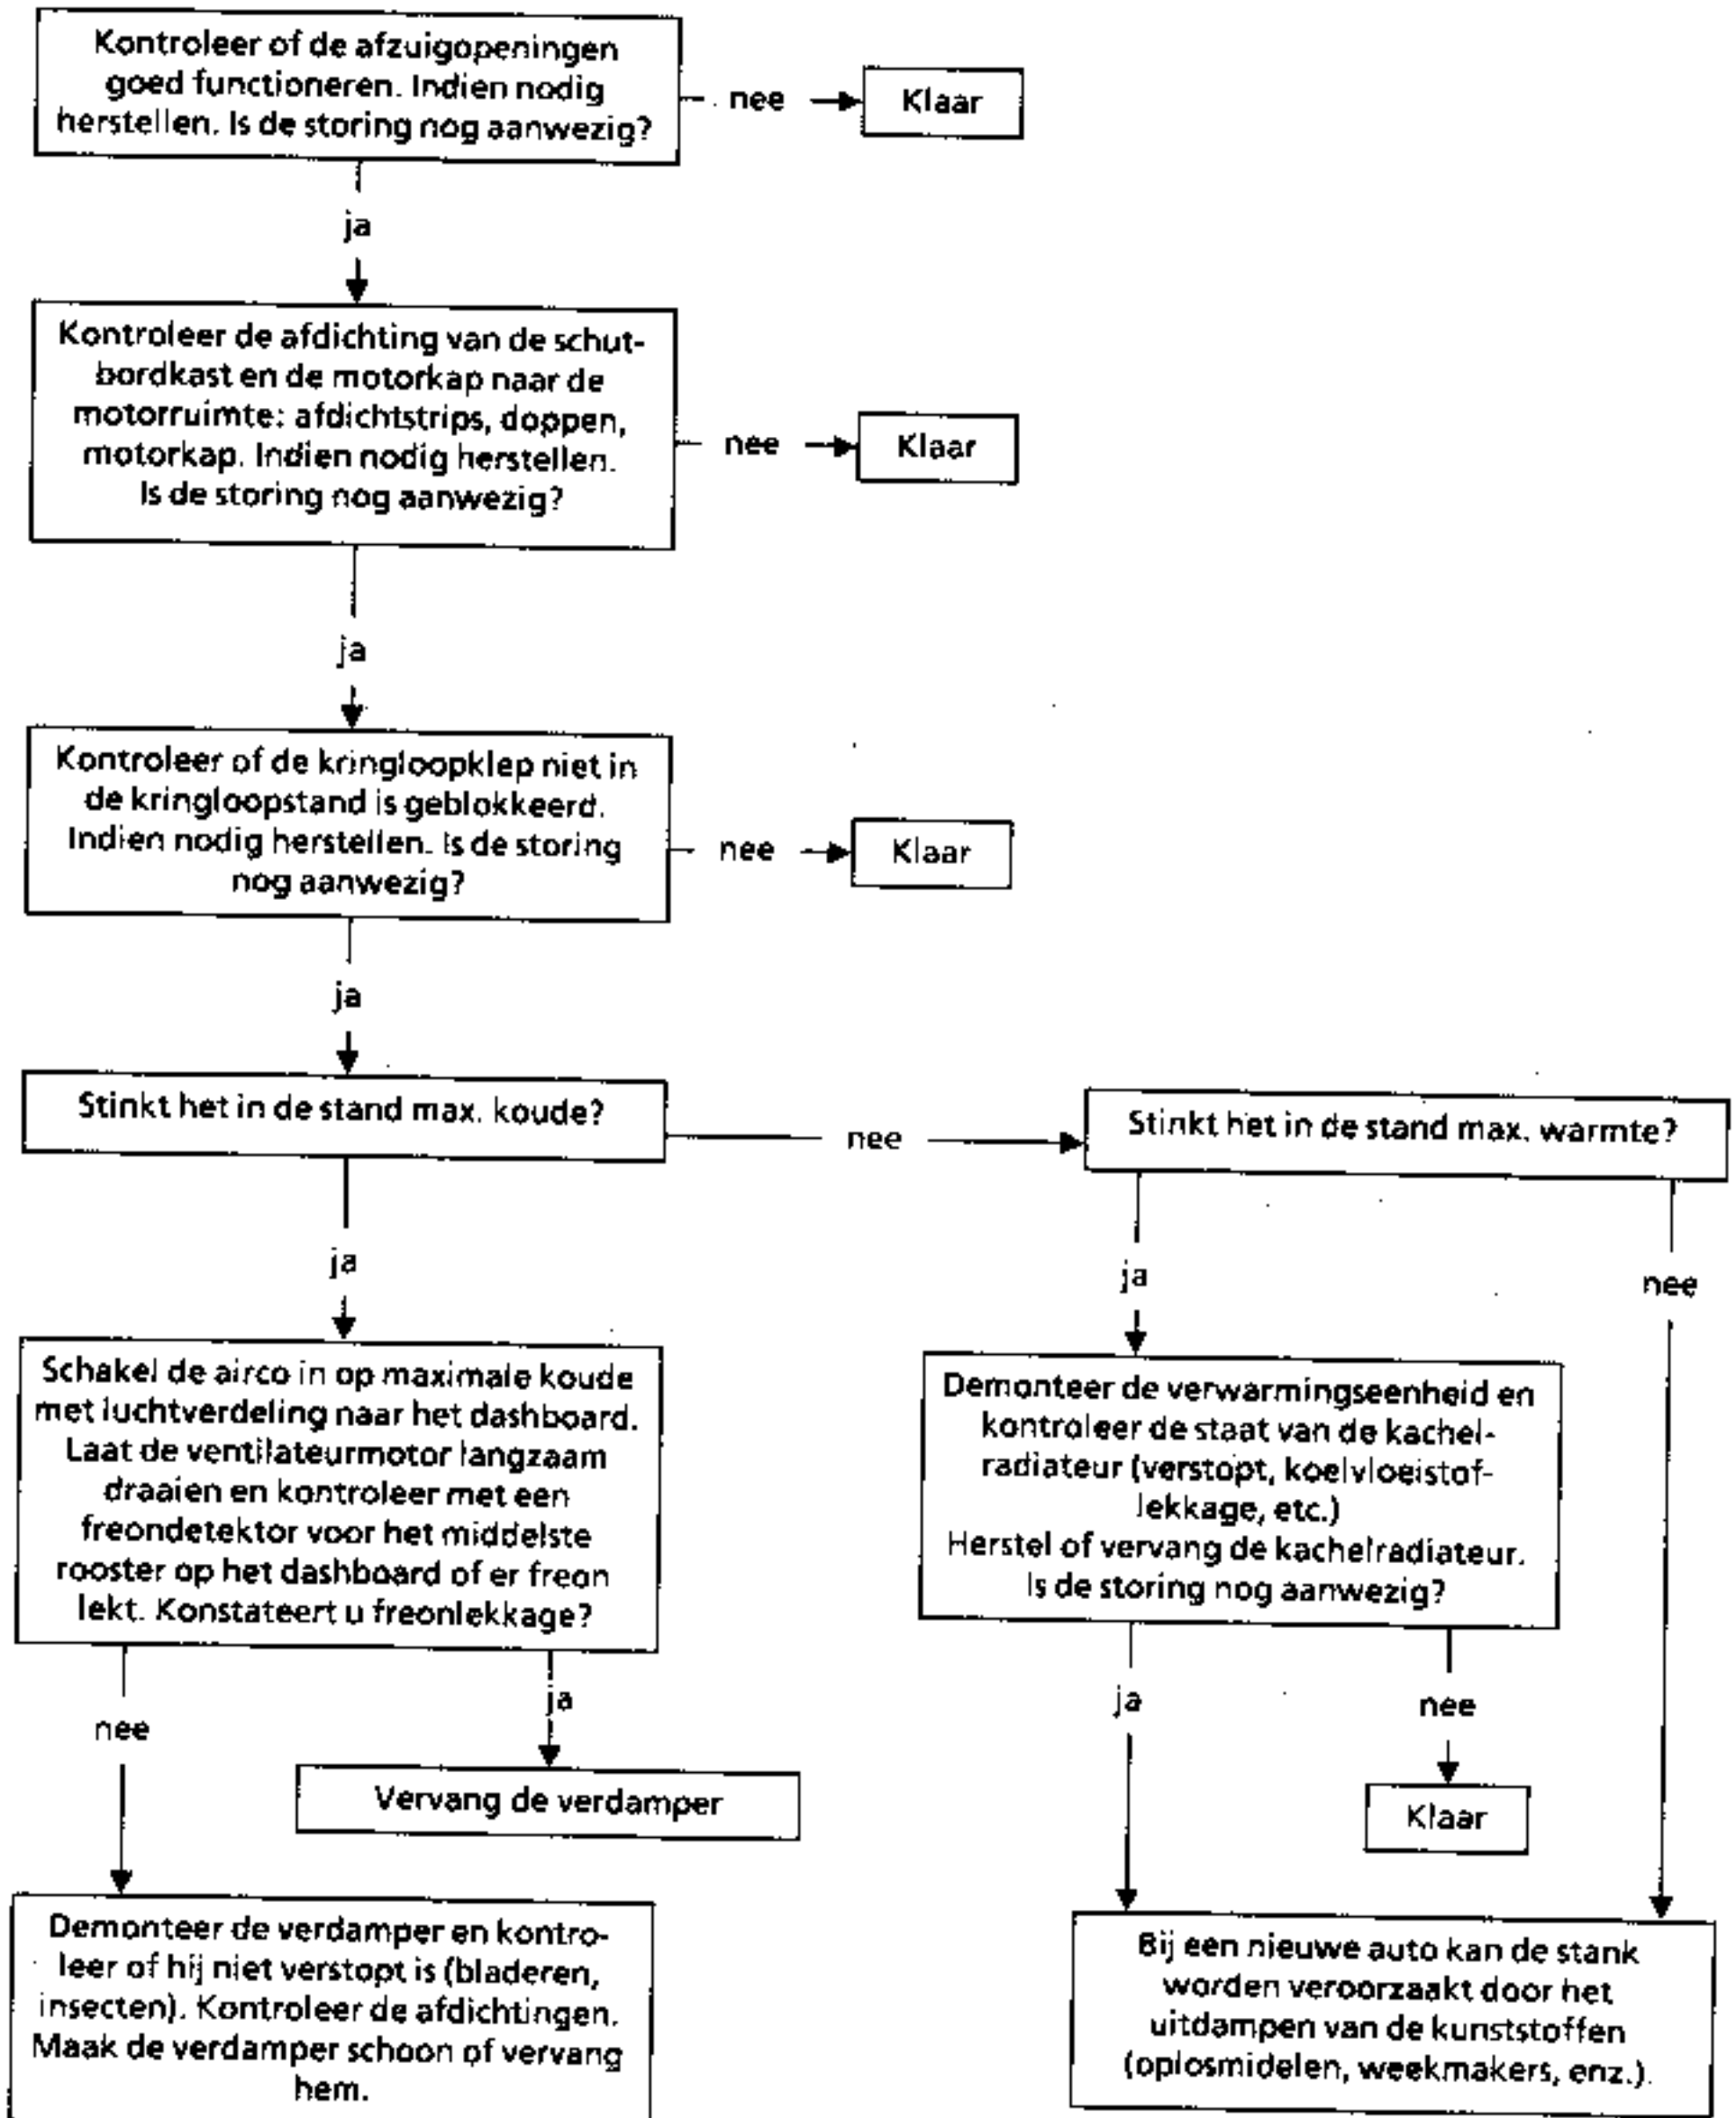 Kontroleer of de afzuigopeningen
goed functioneren. Indien nodig
herstellen. Is de storing nog aanwezig?
nee
Klaar
ja
Kontroleer de afdichting van de schut-
bordkast en de motorkap naar de
motorruimte: afdichtstrips, doppen,
motorkap. Indien nodig herstellen.
Is de storing nog aanwezig?
nee
Klaar
ja
Kontroleer of de kringloopklep niet in
de kringloopstand is geblokkeerd.
Indien nodig herstellen. Is de storing
nog aanwezig?
nee
Klaar
ja
Stinkt het in de stand max. koude?
nee
Stinkt het in de stand max. warmte?
ja
ja
nee
Schakel de airco in op maximale koude
met luchtverdeling naar het dashboard.
Laat de ventilateurmotor langzaam
draaien en kontroleer met een
freondetektor voor het middelste
rooster op het dashboard of er freon
lekt. Konstateert u freonlekkage?
Demonteer de verwarmingseenheid en
kontroleer de staat van de kachel-
radiateur (verstopt, koelvloeistof-
lekkage, etc.)
Herstel of vervang de kachelradiateur.
Is de storing nog aanwezig?
nee
ja
ja
nee
Vervang de verdamper
Klaar
Demonteer de verdamper en kontro-
leer of hij niet verstopt is (bladeren,
insecten). Kontroleer de afdichtingen.
Maak de verdamper schoon of vervang
hem.
Bij een nieuwe auto kan de stank
worden veroorzaakt door het
uitdampen van de kunststoffen
(oplosmidelen, weekmakers, enz.).